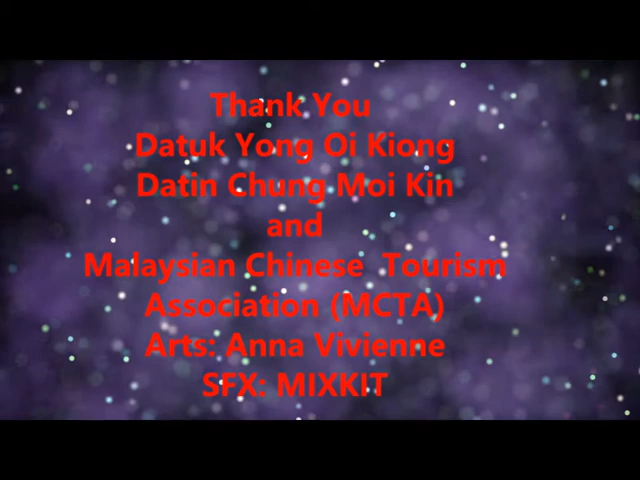 Thank You
Datuk Yong Oi Kiong
Datin Chung Moi Kin
and
Malaysian Chinese  Tourism
Association (MCTA)
Arts: Anna Vivienne
SFX: MIXKIT